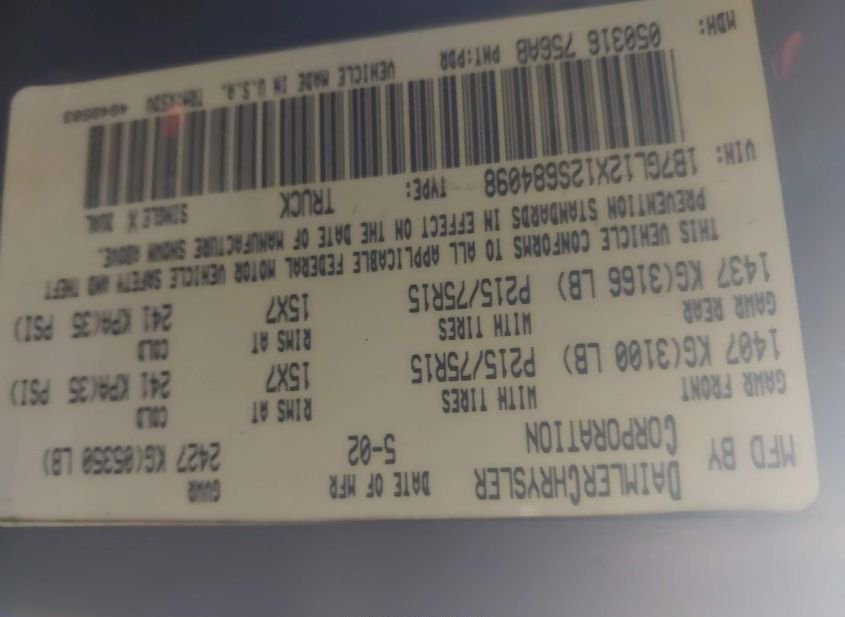 MFD BY DAIMLERCHRYSLER CORPORATION DATE OF MFR 5-02 GVWR 2427 KG(05350 LB)
GAWR FRONT WITH TIRES RIMS AT COLD
1407 KG(3100 LB) P215/75R15 15X7 241 KPA(35 PSI)
GAWR REAR WITH TIRES RIMS AT COLD
1437 KG(3166 LB) P215/75R15 15X7 241 KPA(35 PSI)
THIS VEHICLE CONFORMS TO ALL APPLICABLE FEDERAL MOTOR VEHICLE SAFETY AND THEFT
PREVENTION STANDARDS IN EFFECT ON THE DATE OF MANUFACTURE SHOWN ABOVE.
VIN: 1B7GL12X12S684098 TYPE: TRUCK SINGLE X DUAL
MDH: 050316 756AB PNT:PDR VEHICLE MADE IN U.S.A. 4648503